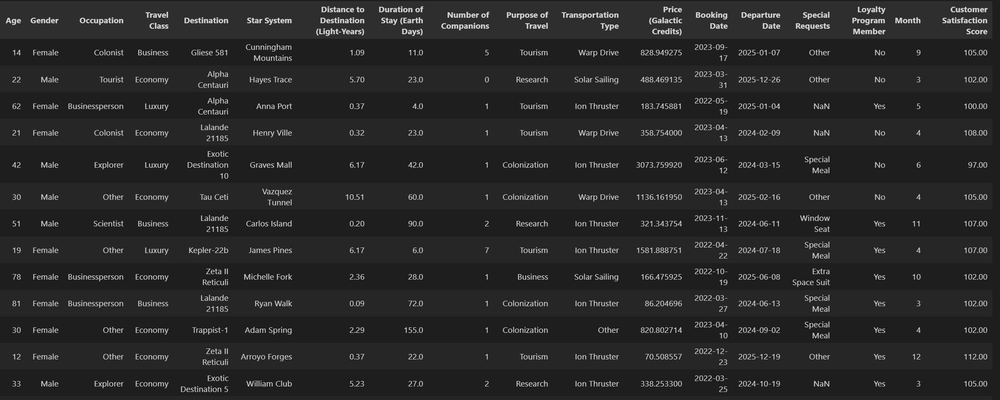 Age Gender Occupation Travel Class Destination Star System Distance to Destination (Light-Years) Duration of Stay (Earth Days) Number of Companions Purpose of Travel Transportation Type Price (Galactic Credits) Booking Date Departure Date Special Requests Loyalty Program Member Month Customer Satisfaction Score
14 Female Colonist Business Gliese 581 Cunningham Mountains 1.09 11.0 5 Tourism Warp Drive 828.949275 2023-09-17 2025-01-07 Other No 9 105.00
22 Male Tourist Economy Alpha Centauri Hayes Trace 5.70 23.0 0 Research Solar Sailing 488.469135 2023-03-31 2025-12-26 Other No 3 102.00
62 Female Businessperson Luxury Alpha Centauri Anna Port 0.37 4.0 1 Tourism Ion Thruster 183.745881 2022-05-19 2025-01-04 NaN Yes 5 100.00
21 Female Colonist Economy Lalande 21185 Henry Ville 0.32 23.0 1 Tourism Warp Drive 358.754000 2023-04-13 2024-02-09 NaN No 4 108.00
42 Male Explorer Luxury Exotic Destination 10 Graves Mall 6.17 42.0 1 Colonization Ion Thruster 3073.759920 2023-06-12 2024-03-15 Special Meal No 6 97.00
30 Male Other Economy Tau Ceti Vazquez Tunnel 10.51 60.0 1 Colonization Warp Drive 1136.161950 2023-04-13 2025-02-16 Other No 4 105.00
51 Male Scientist Business Lalande 21185 Carlos Island 0.20 90.0 2 Research Ion Thruster 321.343754 2023-11-13 2024-06-11 Window Seat Yes 11 107.00
19 Female Other Luxury Kepler-22b James Pines 6.17 6.0 7 Tourism Ion Thruster 1581.888751 2022-04-22 2024-07-18 Special Meal Yes 4 107.00
78 Female Businessperson Economy Zeta II Reticuli Michelle Fork 2.36 28.0 1 Business Solar Sailing 166.475925 2022-10-19 2025-06-08 Extra Space Suit Yes 10 102.00
81 Female Businessperson Business Lalande 21185 Ryan Walk 0.09 72.0 1 Colonization Ion Thruster 86.204696 2022-03-27 2024-06-13 Special Meal Yes 3 102.00
30 Female Other Economy Trappist-1 Adam Spring 2.29 155.0 1 Colonization Other 820.802714 2023-04-10 2024-09-02 Special Meal Yes 4 102.00
12 Female Other Economy Zeta II Reticuli Arroyo Forges 0.37 22.0 1 Tourism Ion Thruster 70.508557 2022-12-23 2025-12-19 Other Yes 12 112.00
33 Male Explorer Economy Exotic Destination 5 William Club 5.23 27.0 2 Research Ion Thruster 338.253300 2022-03-25 2024-10-19 NaN Yes 3 105.00